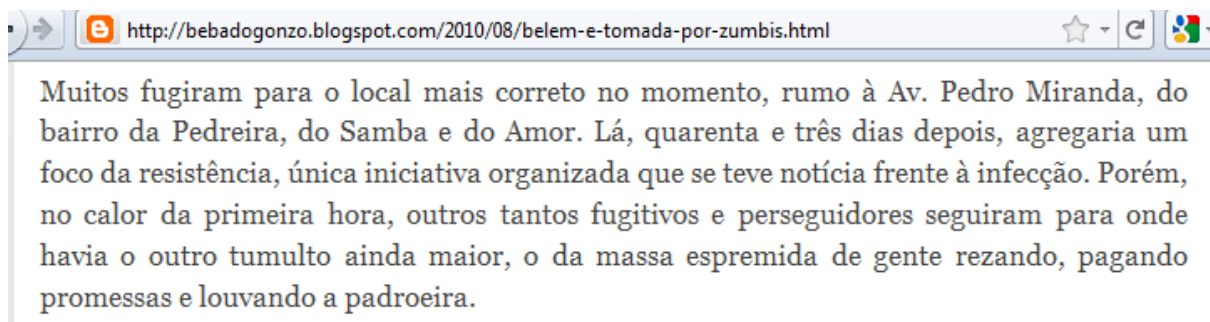 http://bebadogonzo.blogspot.com/2010/08/belem-e-tomada-por-zumbis.html
Muitos fugiram para o local mais correto no momento, rumo à Av. Pedro Miranda, do
bairro da Pedreira, do Samba e do Amor. Lá, quarenta e três dias depois, agregaria um
foco da resistência, única iniciativa organizada que se teve notícia frente à infecção. Porém,
no calor da primeira hora, outros tantos fugitivos e perseguidores seguiram para onde
havia o outro tumulto ainda maior, o da massa espremida de gente rezando, pagando
promessas e louvando a padroeira.